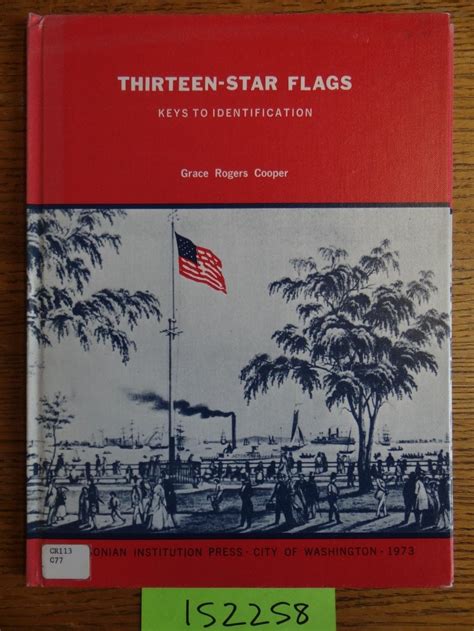 THIRTEEN-STAR FLAGS
KEYS TO IDENTIFICATION
Grace Rogers Cooper
CR113
C77
ONIAN INSTITUTION PRESS · CITY OF WASHINGTON · 1973
152258